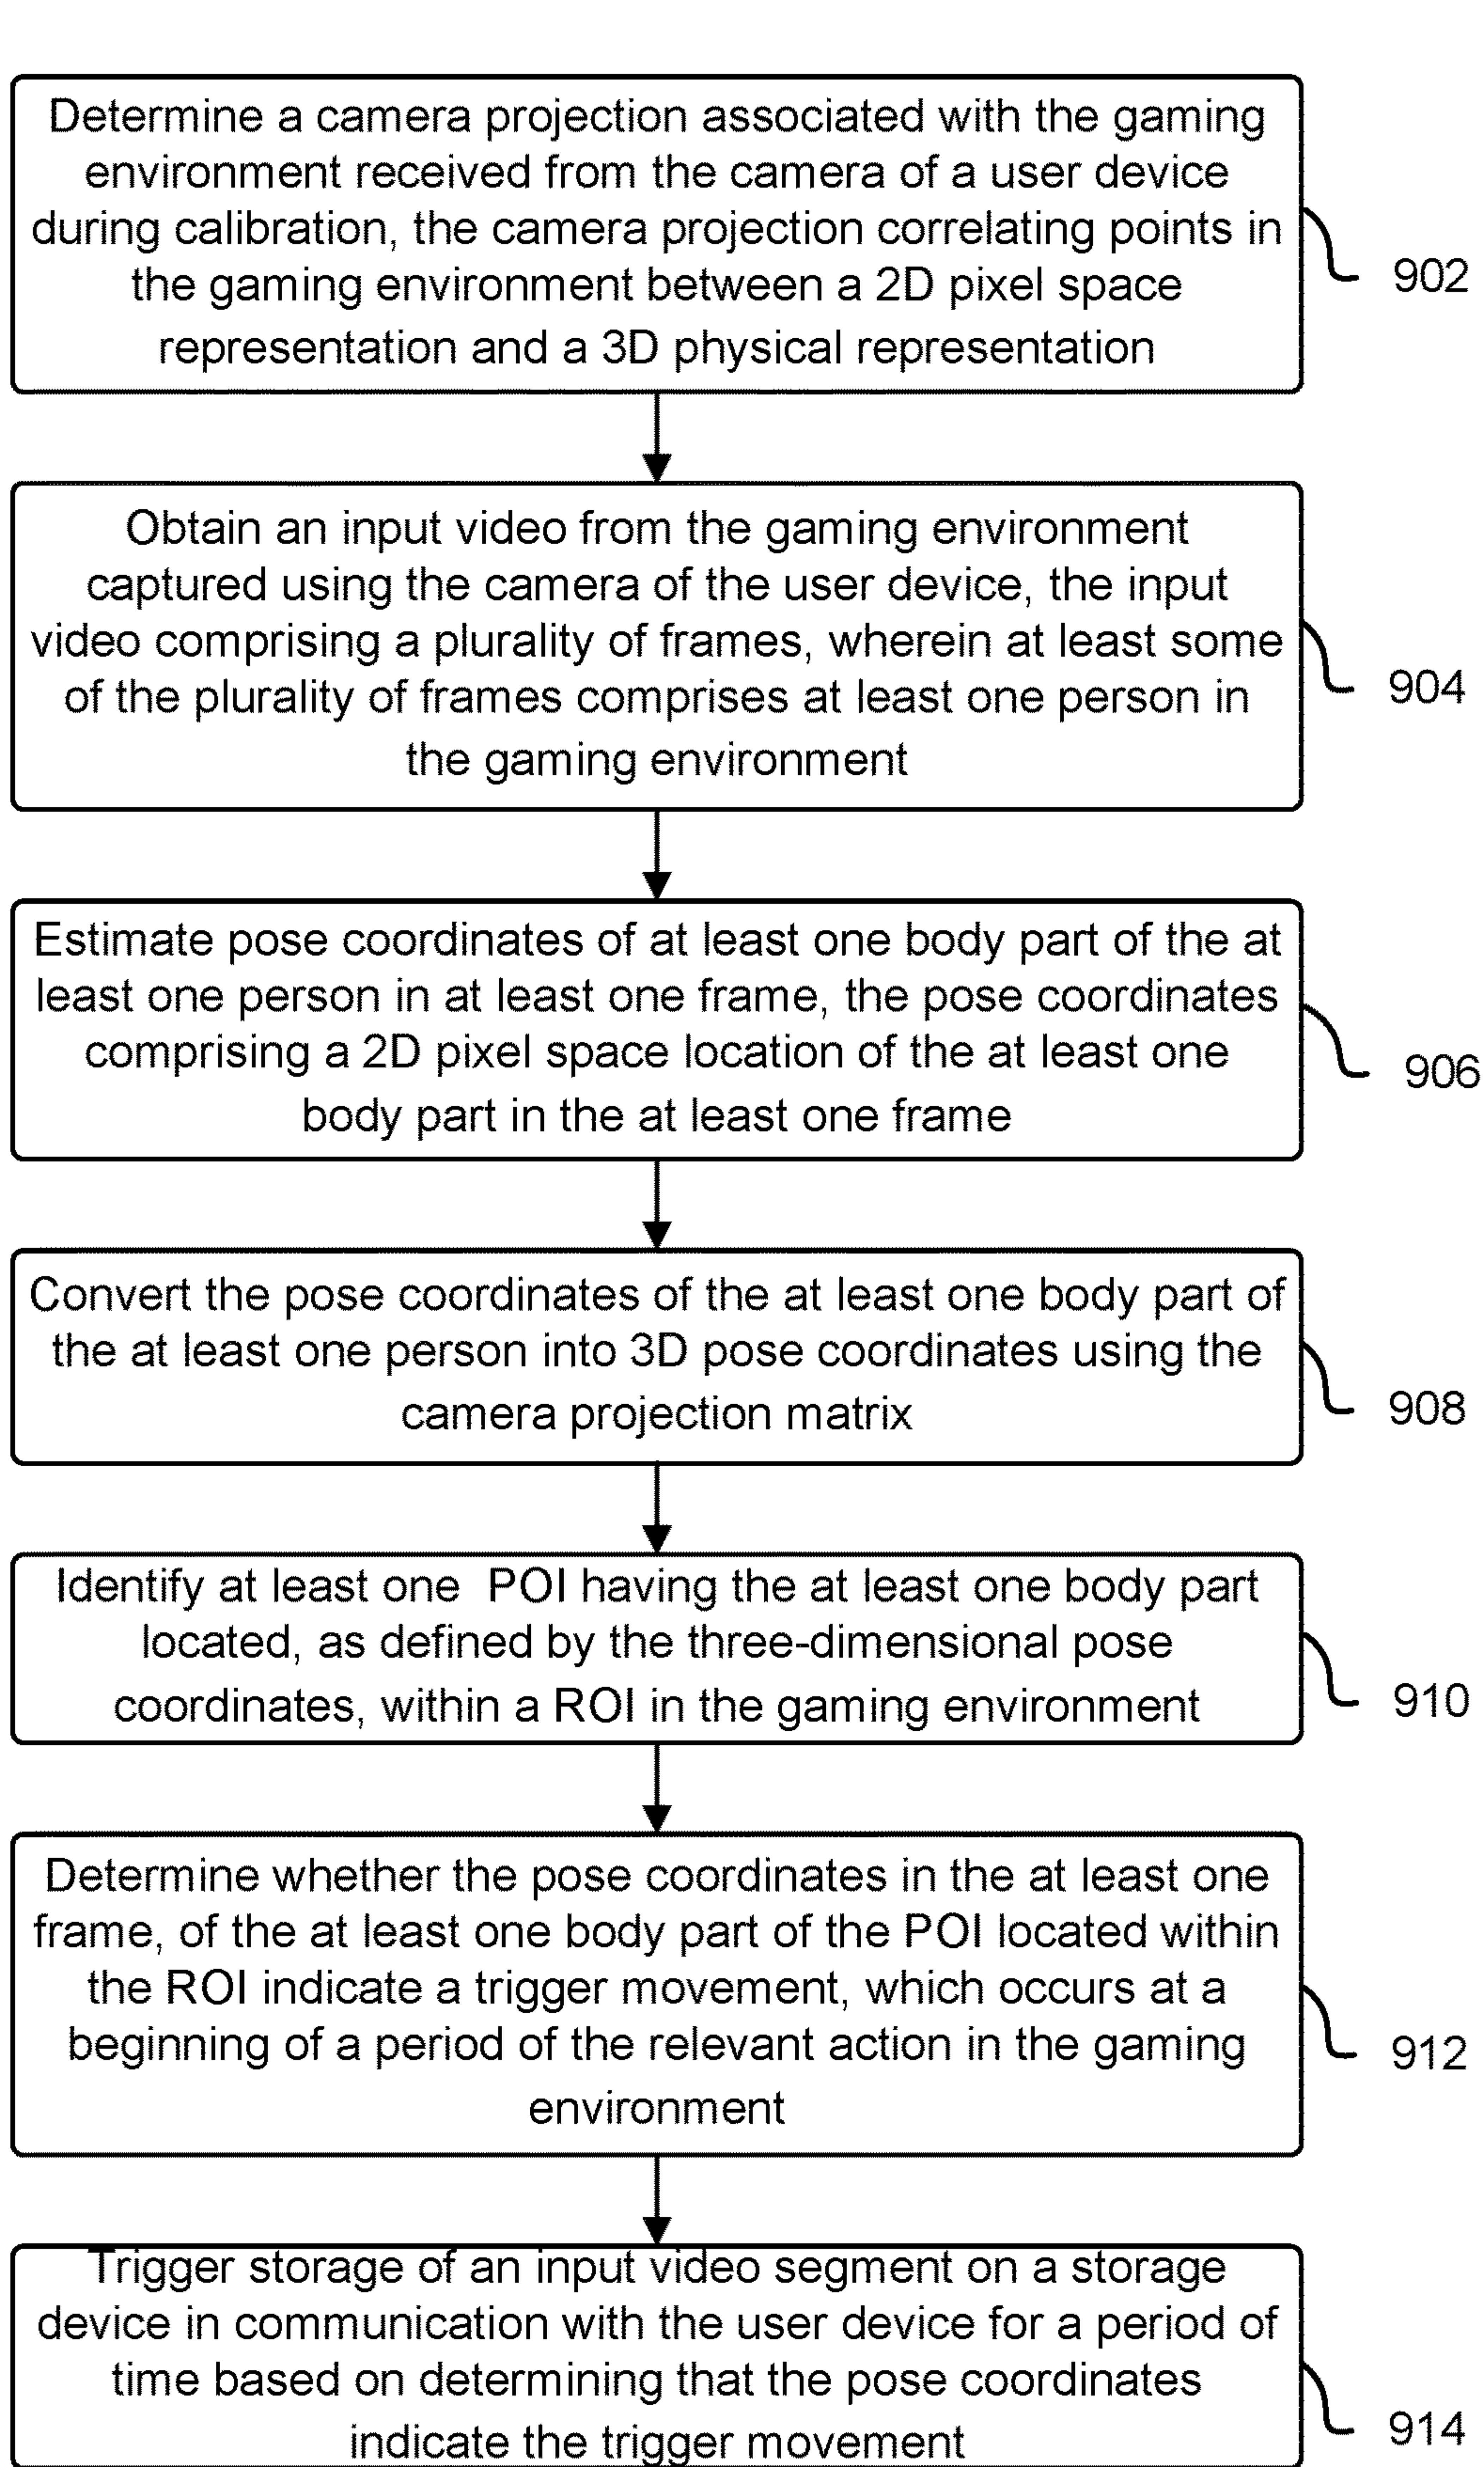 Determine a camera projection associated with the gaming
environment received from the camera of a user device
during calibration, the camera projection correlating points in
the gaming environment between a 2D pixel space
representation and a 3D physical representation
902
Obtain an input video from the gaming environment
captured using the camera of the user device, the input
video comprising a plurality of frames, wherein at least some
of the plurality of frames comprises at least one person in
the gaming environment
904
Estimate pose coordinates of at least one body part of the at
least one person in at least one frame, the pose coordinates
comprising a 2D pixel space location of the at least one
body part in the at least one frame
906
Convert the pose coordinates of the at least one body part of
the at least one person into 3D pose coordinates using the
camera projection matrix
908
Identify at least one POI having the at least one body part
located, as defined by the three-dimensional pose
coordinates, within a ROI in the gaming environment
910
Determine whether the pose coordinates in the at least one
frame, of the at least one body part of the POI located within
the ROI indicate a trigger movement, which occurs at a
beginning of a period of the relevant action in the gaming
environment
912
Trigger storage of an input video segment on a storage
device in communication with the user device for a period of
time based on determining that the pose coordinates
indicate the trigger movement
914